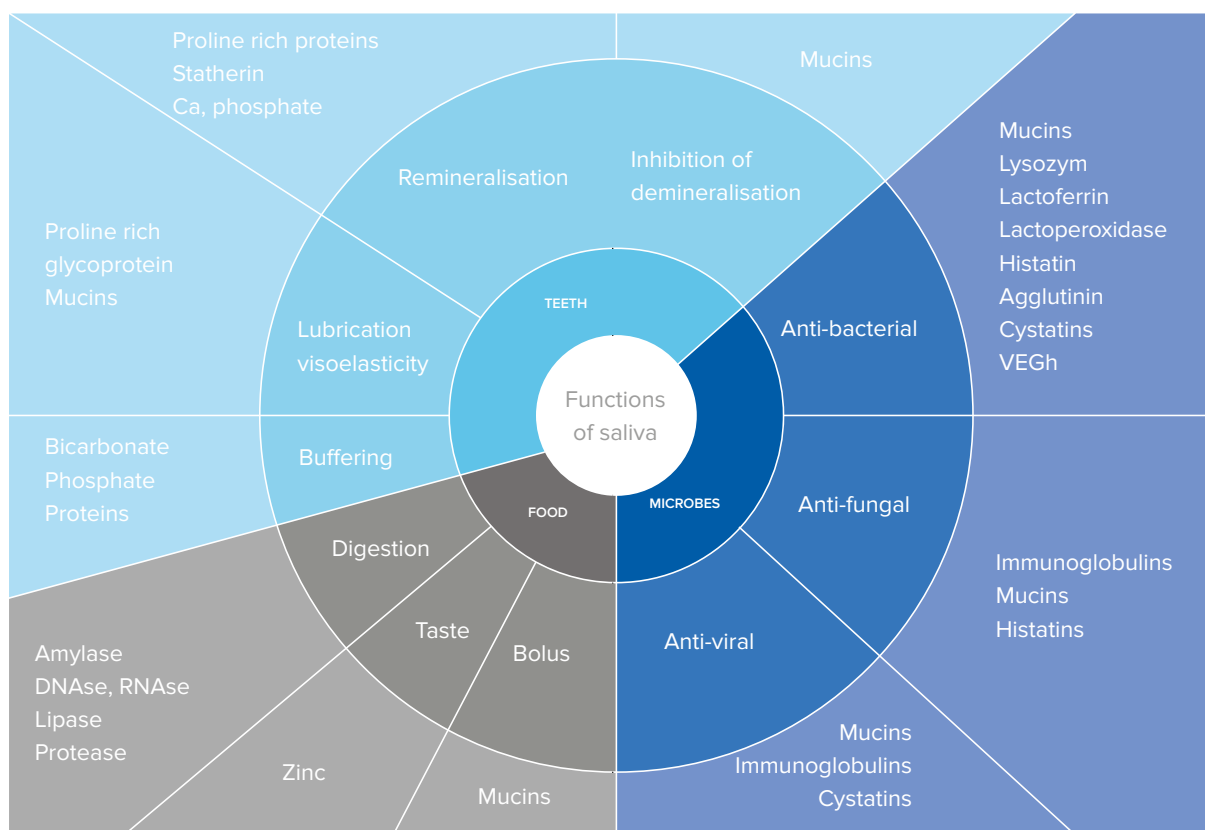 Functions
of saliva
TEETH
MICROBES
FOOD
Remineralisation
Inhibition of
demineralisation
Lubrication
visoelasticity
Buffering
Digestion
Taste
Bolus
Anti-viral
Anti-fungal
Anti-bacterial
Proline rich proteins
Statherin
Ca, phosphate
Mucins
Mucins
Lysozym
Lactoferrin
Lactoperoxidase
Histatin
Agglutinin
Cystatins
VEGh
Immunoglobulins
Mucins
Histatins
Mucins
Immunoglobulins
Cystatins
Mucins
Zinc
Amylase
DNAse, RNAse
Lipase
Protease
Bicarbonate
Phosphate
Proteins
Proline rich
glycoprotein
Mucins